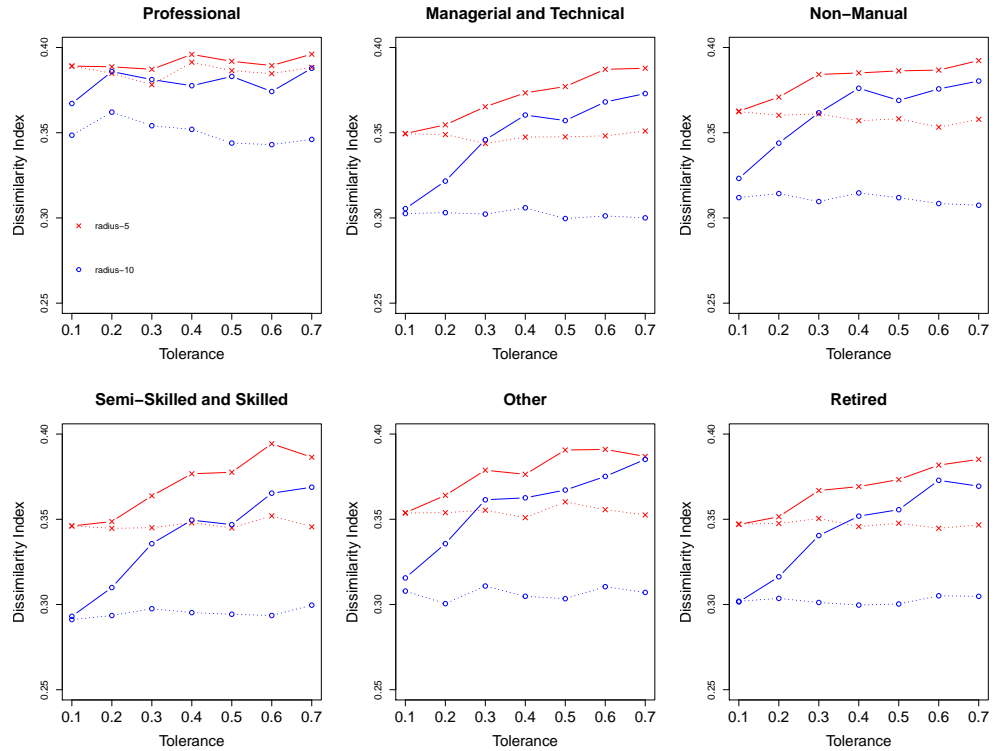 Professional
Dissimilarity Index
0.40
0.35
0.30
0.25
radius−5
radius−10
0.1 0.2 0.3 0.4 0.5 0.6 0.7
Tolerance
Managerial and Technical
Dissimilarity Index
0.40
0.35
0.30
0.25
0.1 0.2 0.3 0.4 0.5 0.6 0.7
Tolerance
Non−Manual
Dissimilarity Index
0.40
0.35
0.30
0.25
0.1 0.2 0.3 0.4 0.5 0.6 0.7
Tolerance
Semi−Skilled and Skilled
Dissimilarity Index
0.40
0.35
0.30
0.25
0.1 0.2 0.3 0.4 0.5 0.6 0.7
Tolerance
Other
Dissimilarity Index
0.40
0.35
0.30
0.25
0.1 0.2 0.3 0.4 0.5 0.6 0.7
Tolerance
Retired
Dissimilarity Index
0.40
0.35
0.30
0.25
0.1 0.2 0.3 0.4 0.5 0.6 0.7
Tolerance